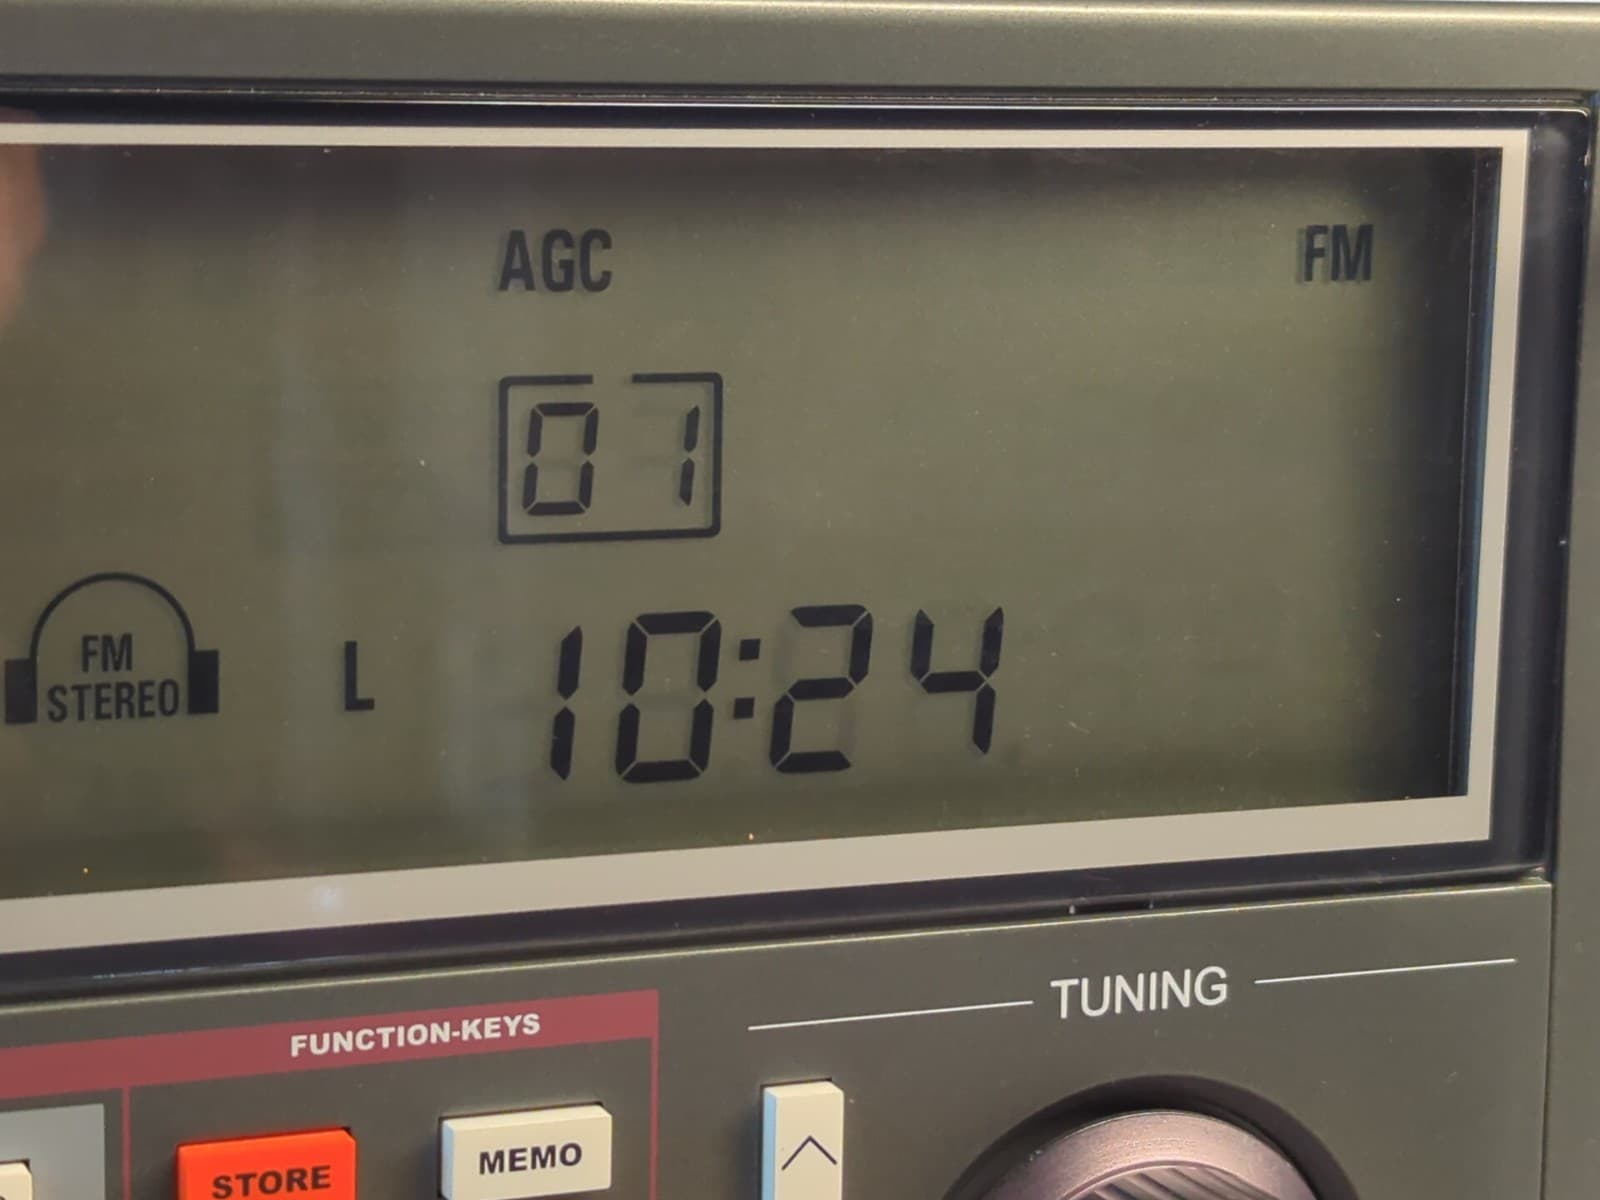 AGC FM
01
FM
STEREO
L 10:24
TUNING
FUNCTION-KEYS
STORE
MEMO